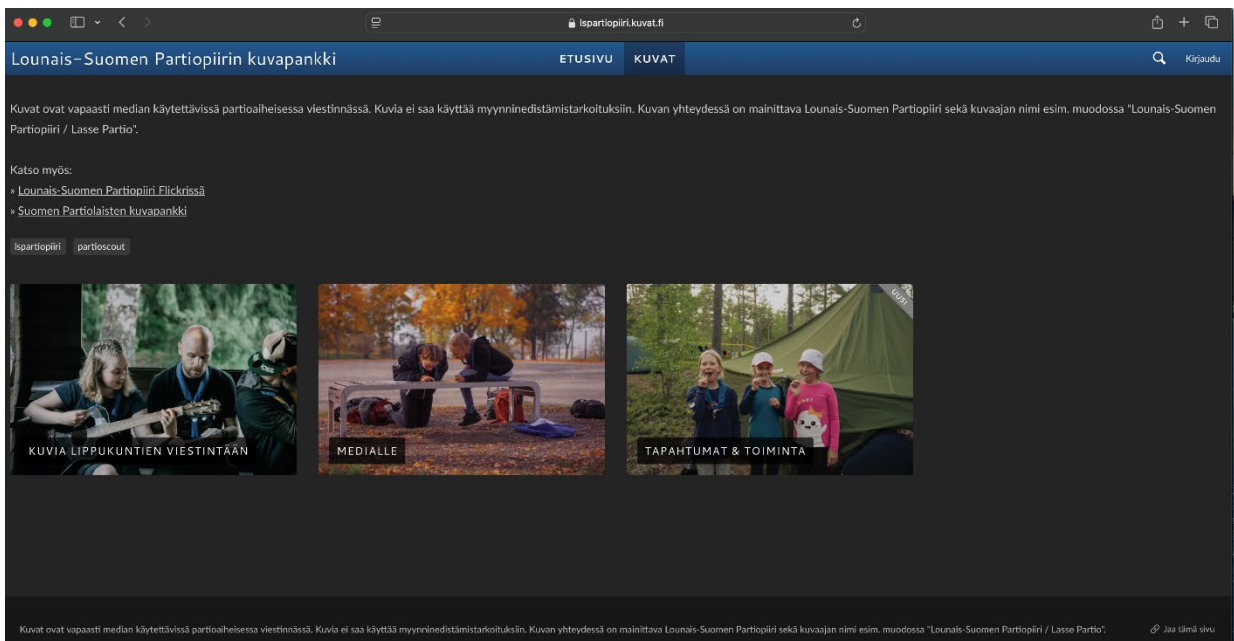 lspartiopiiri.kuvat.fi
Lounais-Suomen Partiopiirin kuvapankki
ETUSIVU
KUVAT
Kirjaudu
Kuvat ovat vapaasti median käytettävissä partioaiheisessa viestinnässä. Kuvia ei saa käyttää myynninedistämistarkoituksiin. Kuvan yhteydessä on mainittava Lounais-Suomen Partiopiiri sekä kuvaajan nimi esim. muodossa "Lounais-Suomen
Partiopiiri / Lasse Partio".
Katso myös:
» Lounais-Suomen Partiopiiri Flickrissä
» Suomen Partiolaisten kuvapankki
lspartiopiiri
partioscout
UUSI
KUVIA LIPPUKUNTIEN VIESTINTÄÄN
MEDIALLE
TAPAHTUMAT & TOIMINTA
Kuvat ovat vapaasti median käytettävissä partioaiheisessa viestinnässä. Kuvia ei saa käyttää myynninedistämistarkoituksiin. Kuvan yhteydessä on mainittava Lounais-Suomen Partiopiiri sekä kuvaajan nimi esim. muodossa "Lounais-Suomen Partiopiiri / Lasse Partio".
Jaa tämä sivu